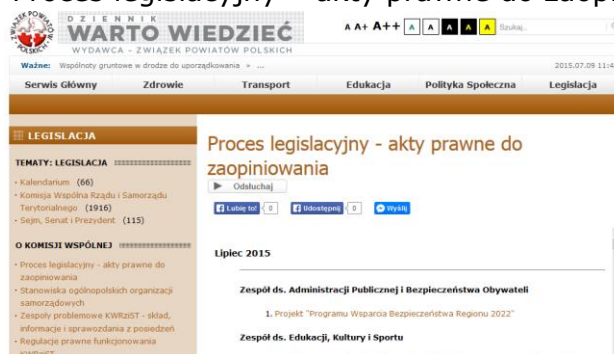 Proces legislacyjny - akty prawne do
DZIENNIK
WARTO WIEDZIEĆ
WYDAWCA - ZWIĄZEK POWIATÓW POLSKICH
A A+ A++ A A A A A Szukaj...
Ważne: Wspólnoty gruntowe w drodze do uporządkowania » ...
2015.07.09 11:4
Serwis Główny Zdrowie Transport Edukacja Polityka Społeczna Legislacja
LEGISLACJA
TEMATY: LEGISLACJA
Kalendarium (66)
Komisja Wspólna Rządu i Samorządu
Terytorialnego (1916)
Sejm, Senat i Prezydent (115)
O KOMISJI WSPÓLNEJ
Proces legislacyjny - akty prawne do
zaopiniowania
Stanowiska ogólnopolskich organizacji
samorządowych
Zespoły problemowe KWRziST - skład,
informacje i sprawozdania z posiedzeń
Regulacje prawne funkcjonowania
KWRziST
Proces legislacyjny - akty prawne do
zaopiniowania
Odsłuchaj
Lubię to! 0 Udostępnij 0 Wyślij
Lipiec 2015
Zespół ds. Administracji Publicznej i Bezpieczeństwa Obywateli
1. Projekt "Programu Wsparcia Bezpieczeństwa Regionu 2022"
Zespół ds. Edukacji, Kultury i Sportu